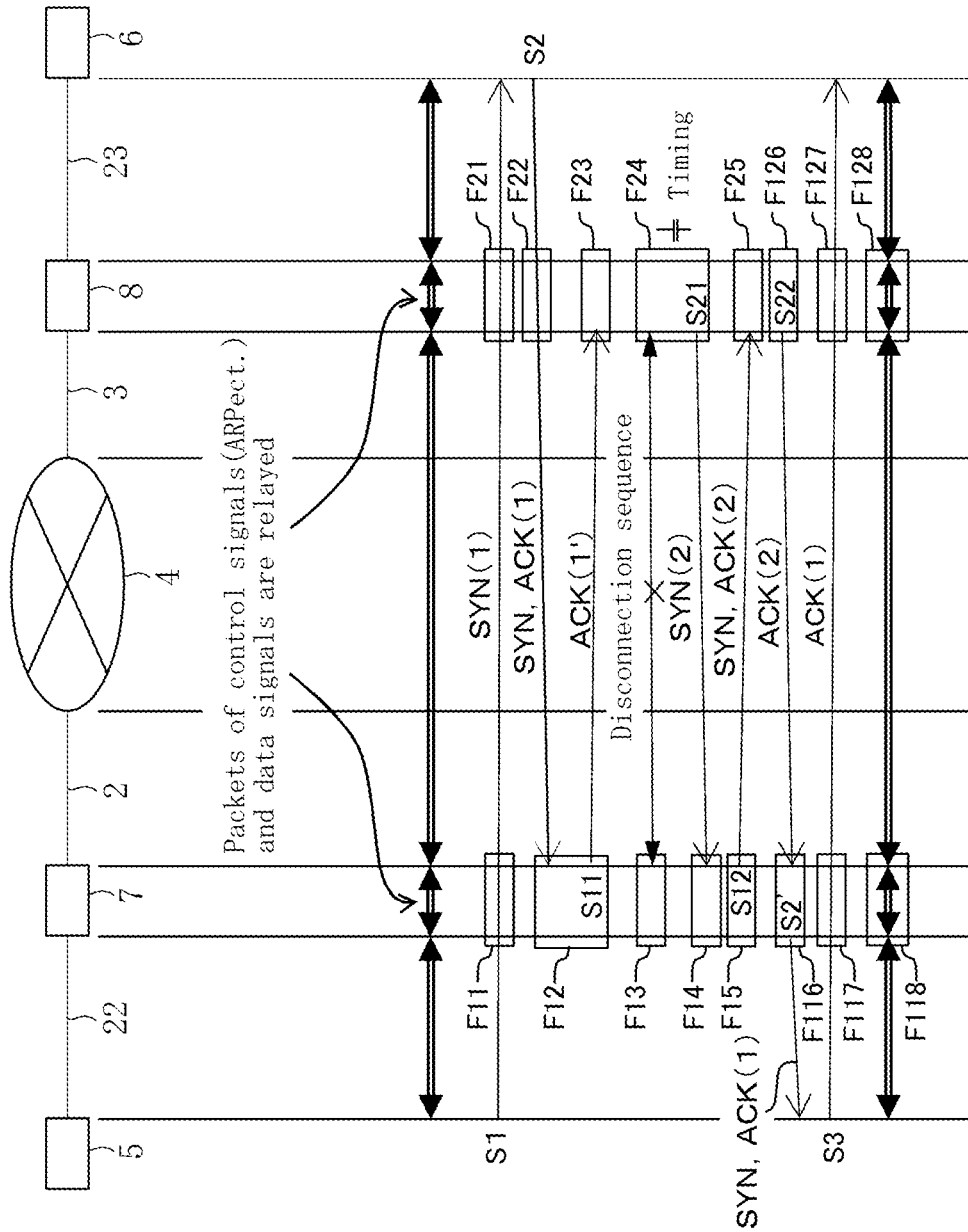 5
22
7
2
4
3
8
23
6
Packets of control signals(ARPect.)
and data signals are relayed
S1
F11
SYN(1)
F21
F12
S11
SYN, ACK(1)
F22
S2
ACK(1')
F23
F13
Disconnection sequence
F24
Timing
F14
SYN(2)
S21
F15
S12
SYN, ACK(2)
F25
SYN, ACK(1)
F116
S2'
ACK(2)
S22
F126
S3
F117
ACK(1)
F127
F118
F128